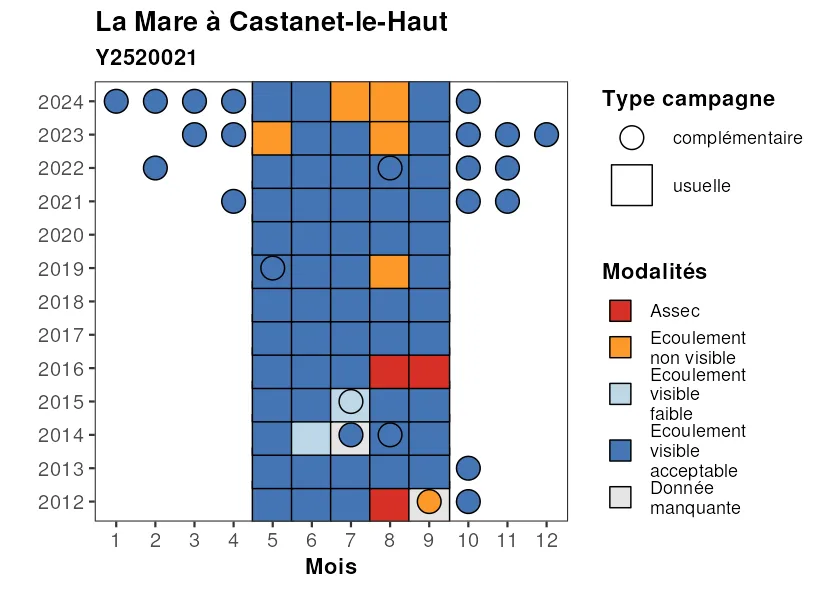 La Mare à Castanet-le-Haut
Y2520021
2024
2023
2022
2021
2020
2019
2018
2017
2016
2015
2014
2013
2012
1 2 3 4 5 6 7 8 9 10 11 12
Mois
Type campagne
complémentaire
usuelle
Modalités
Assec
Ecoulement
non visible
Ecoulement
visible
faible
Ecoulement
visible
acceptable
Donnée
manquante